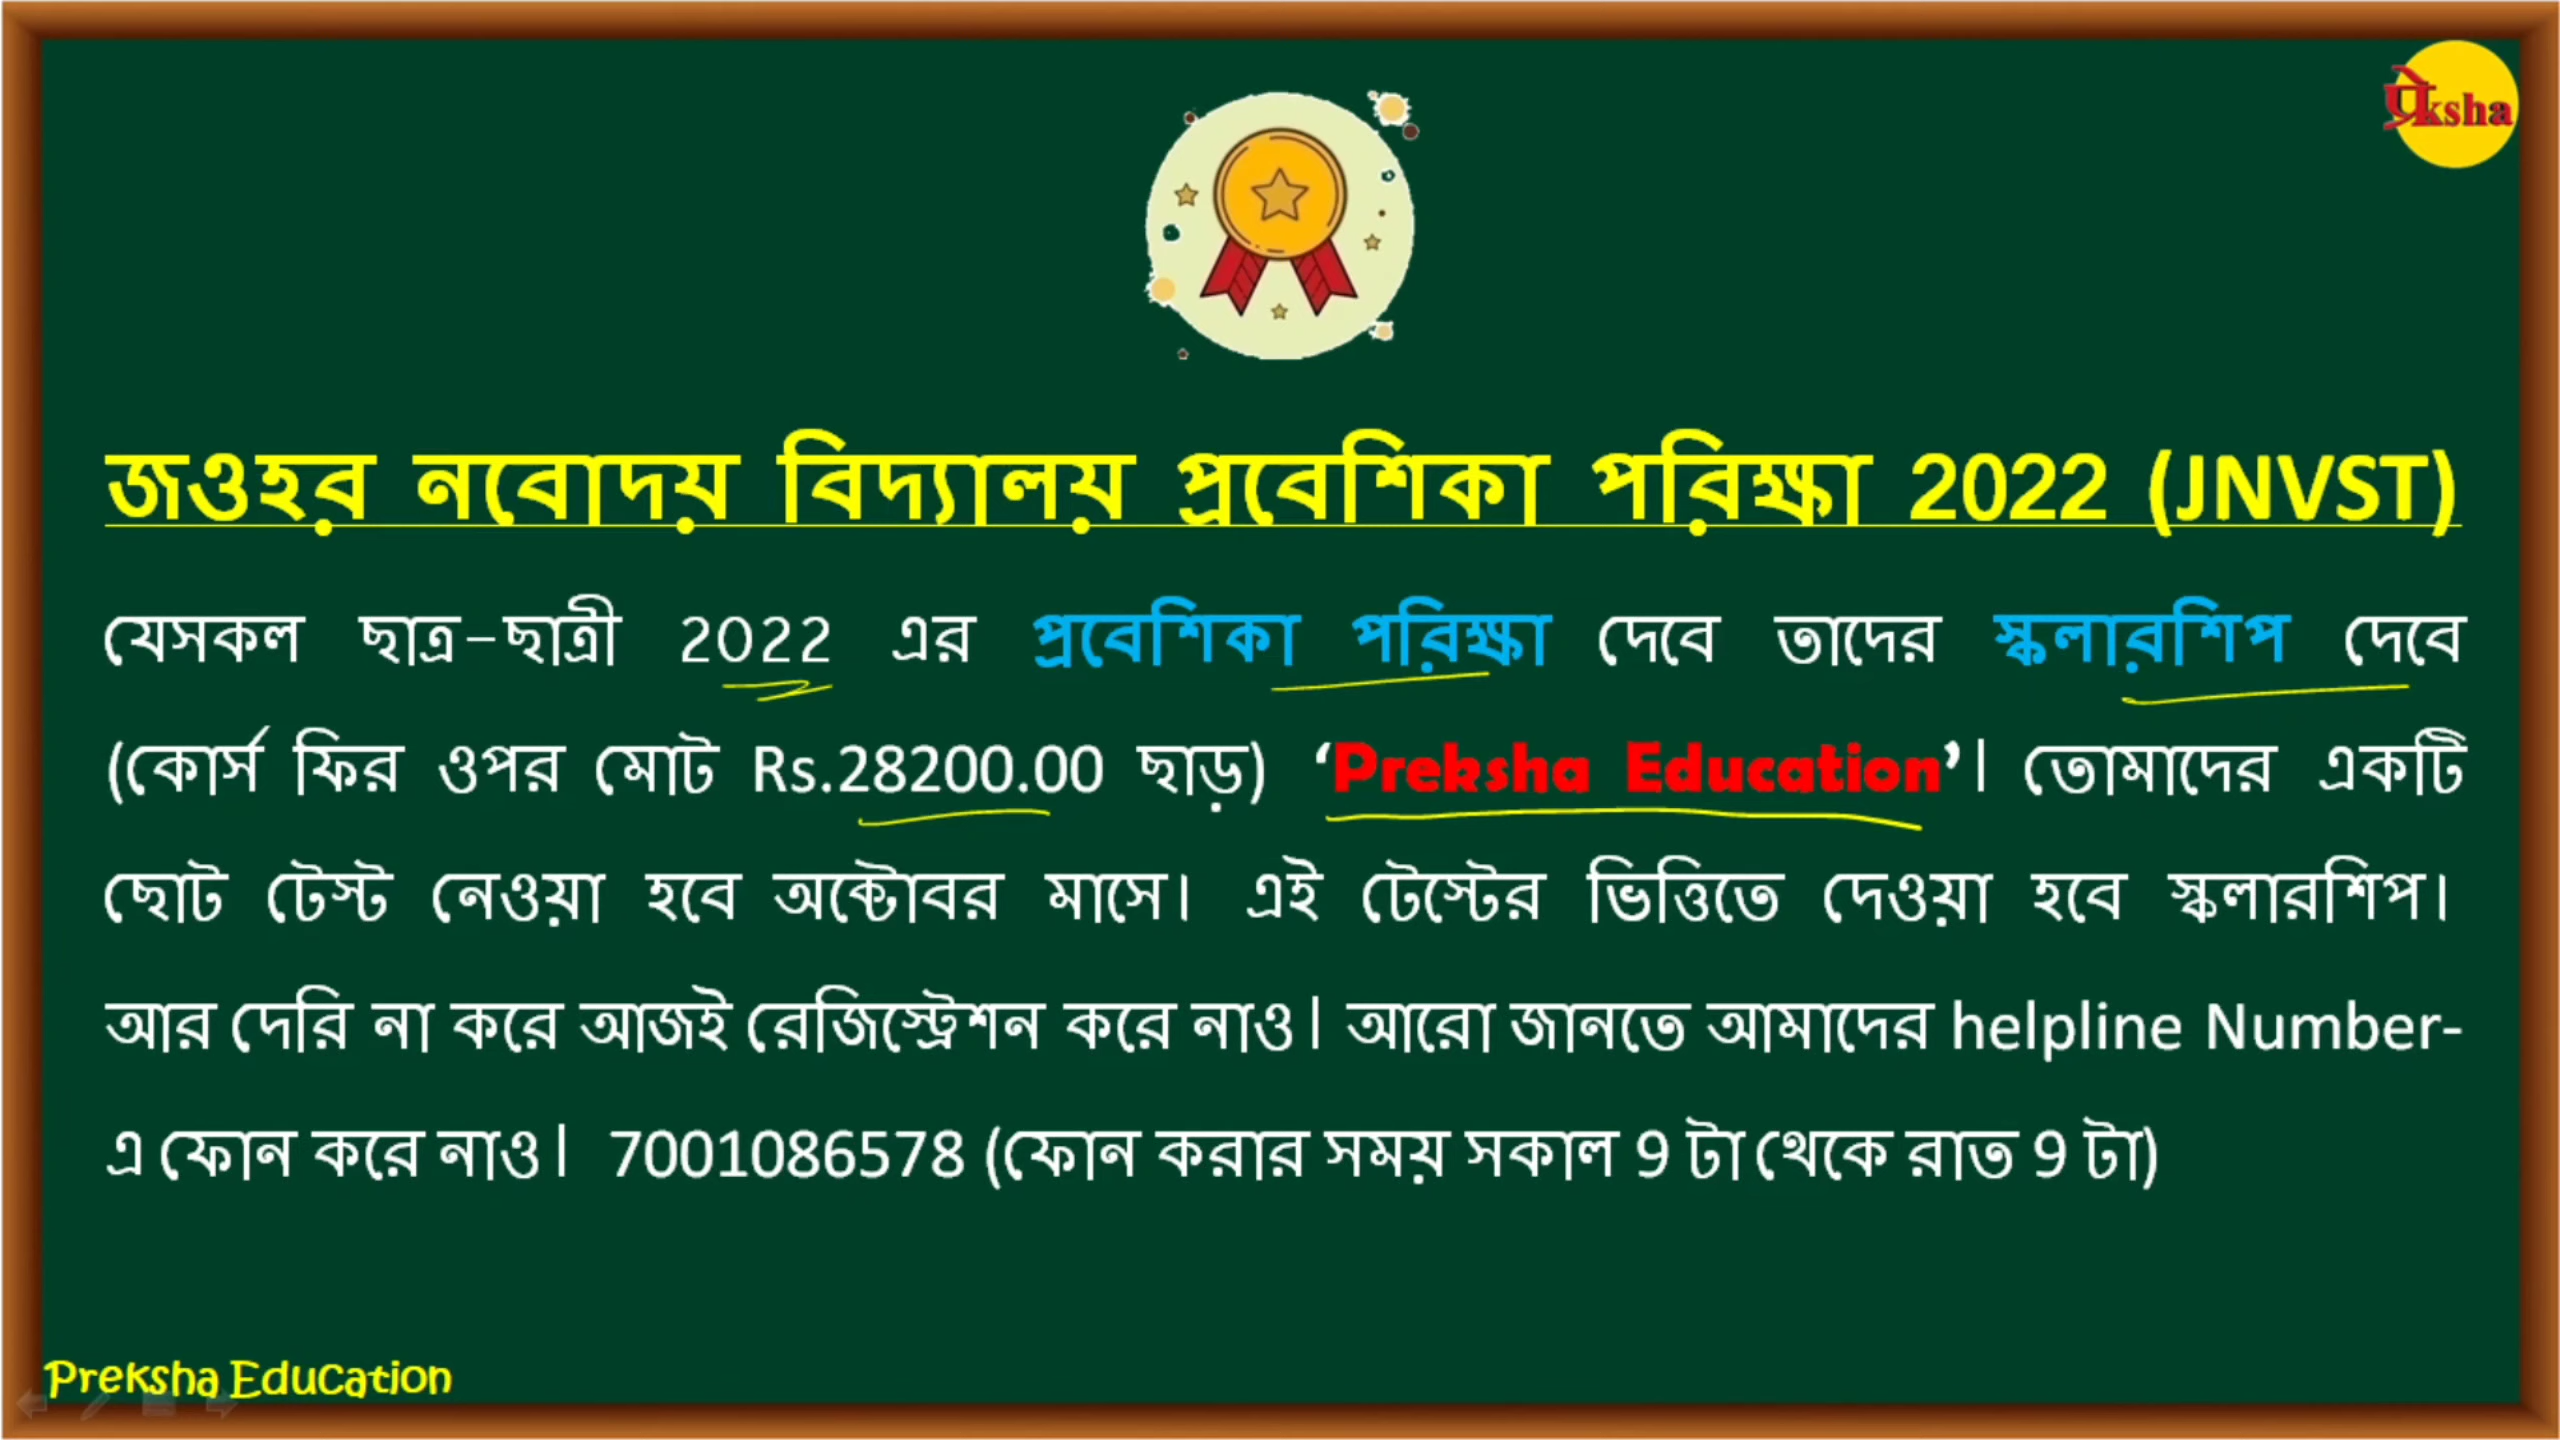 प्रेksha
জওহর নবোদয় বিদ্যালয় প্রবেশিকা পরিক্ষা 2022 (JNVST)
যেসকল ছাত্র-ছাত্রী 2022 এর প্রবেশিকা পরিক্ষা দেবে তাদের স্কলারশিপ দেবে
(কোর্স ফির ওপর মোট Rs.28200.00 ছাড়) ‘Preksha Education’। তোমাদের একটি
ছোট টেস্ট নেওয়া হবে অক্টোবর মাসে। এই টেস্টের ভিত্তিতে দেওয়া হবে স্কলারশিপ।
আর দেরি না করে আজই রেজিস্ট্রেশন করে নাও। আরো জানতে আমাদের helpline Number-
এ ফোন করে নাও। 7001086578 (ফোন করার সময় সকাল 9 টা থেকে রাত 9 টা)
Preksha Education